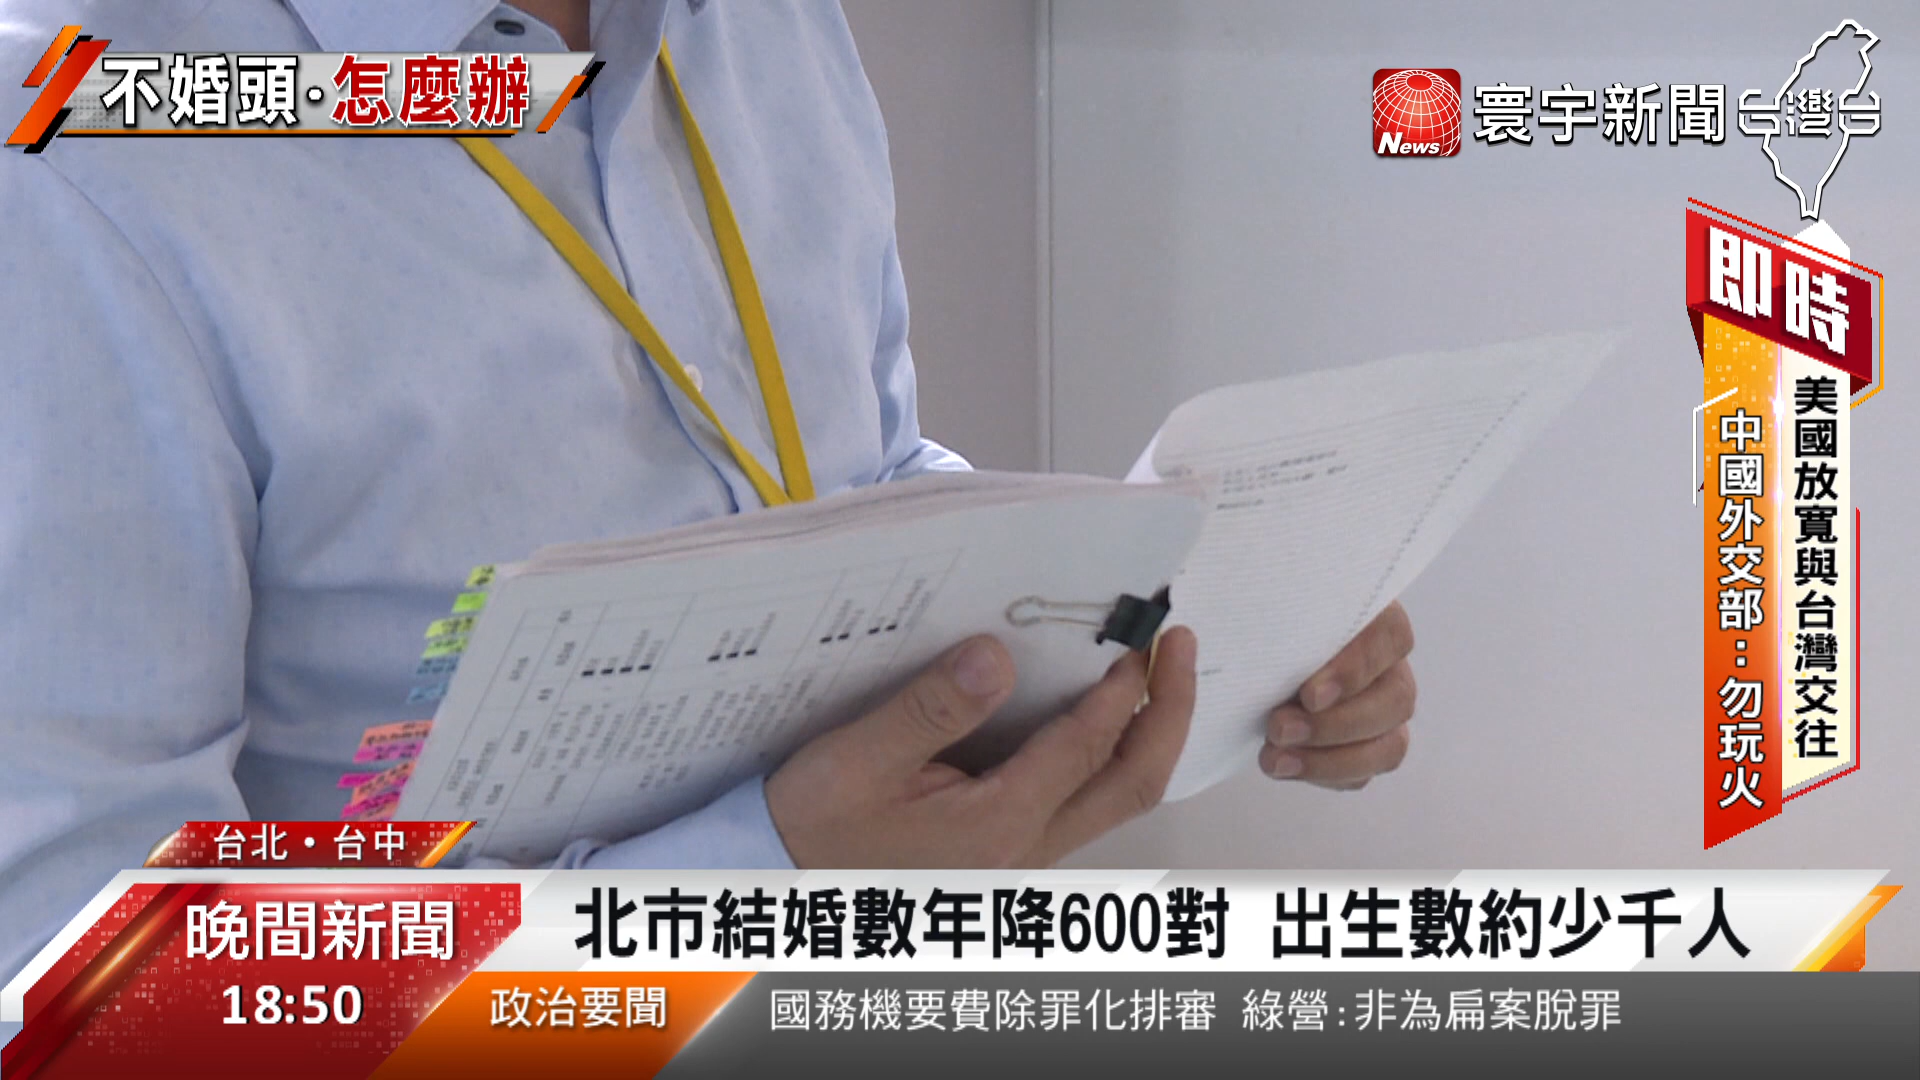 不婚頭·怎麼辦
News 寰宇新聞 台灣台
即時
美國放寬與台灣交往
中國外交部：勿玩火
台北·台中
晚間新聞
北市結婚數年降600對 出生數約少千人
18:50
政治要聞
國務機要費除罪化排審 綠營:非為扁案脫罪